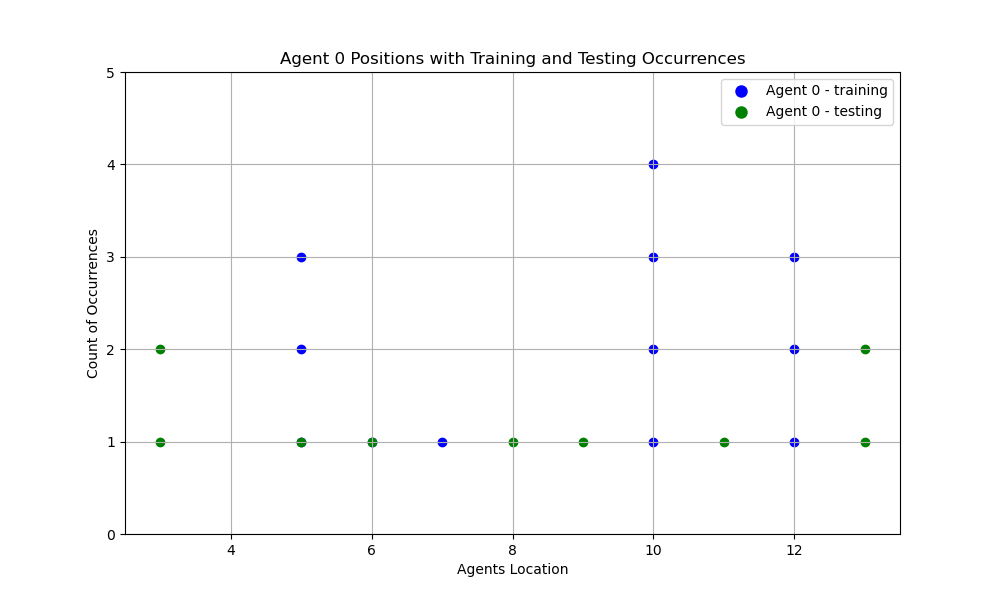 Agent 0 Positions with Training and Testing Occurrences
Agent 0 - training
Agent 0 - testing
Count of Occurrences
5
4
3
2
1
0
4
6
8
10
12
Agents Location